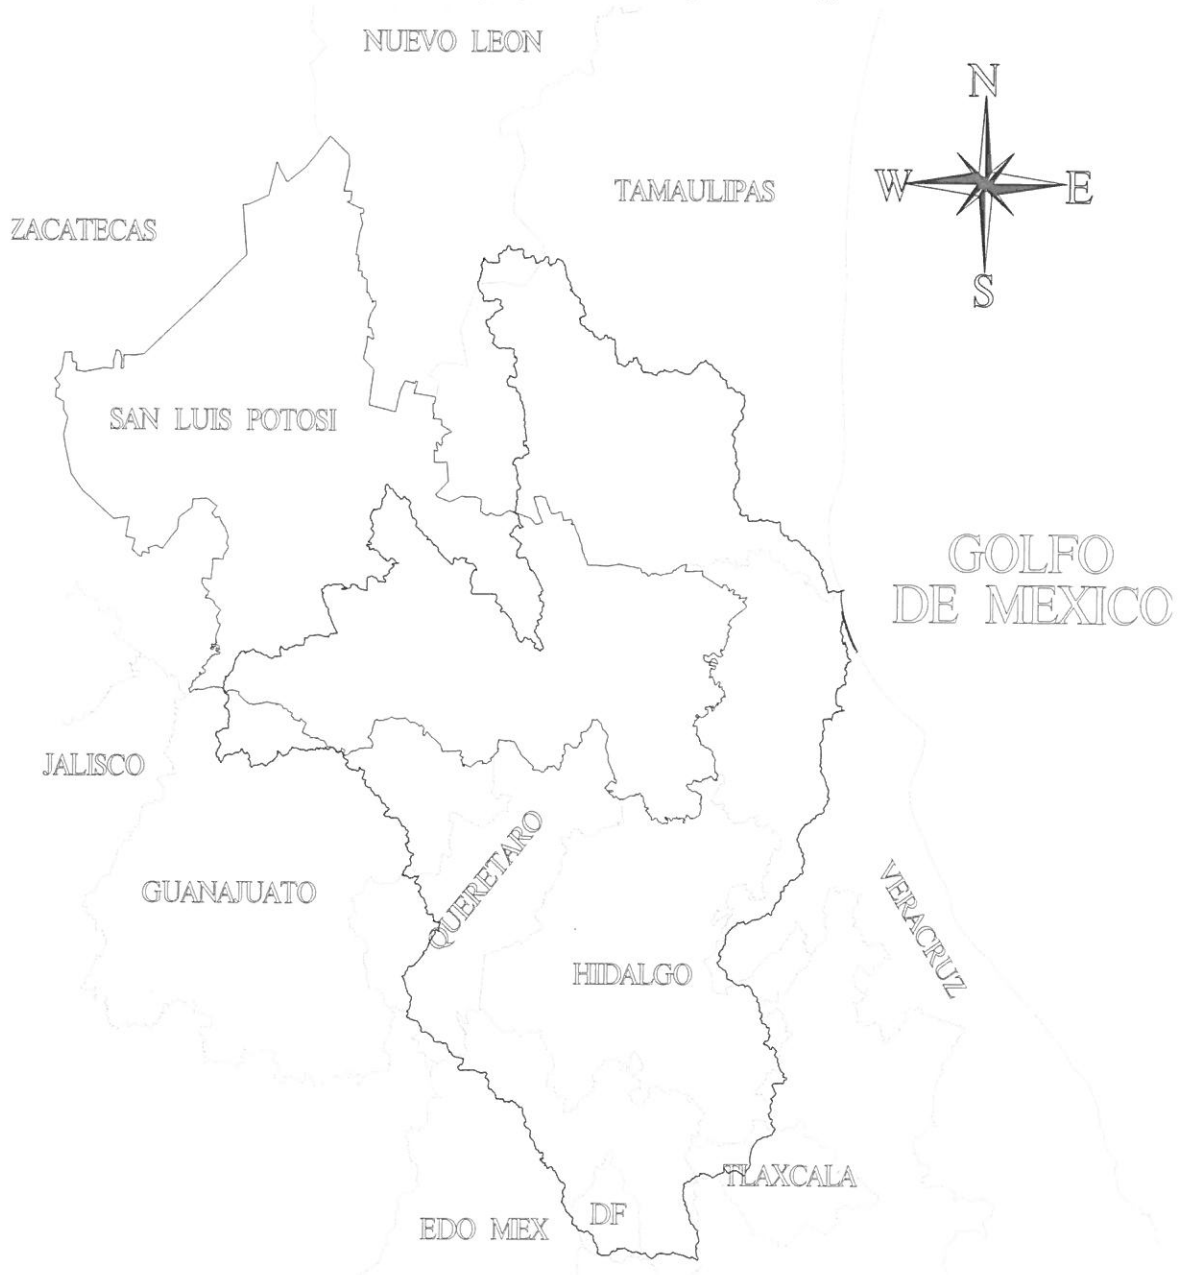 NUEVO LEON
N
TAMAULIPAS
W
E
ZACATECAS
S
SAN LUIS POTOSI
GOLFO
DE MEXICO
JALISCO
QUERETARO
GUANAJUATO
VERACRUZ
HIDALGO
TLAXCALA
DF
EDO MEX